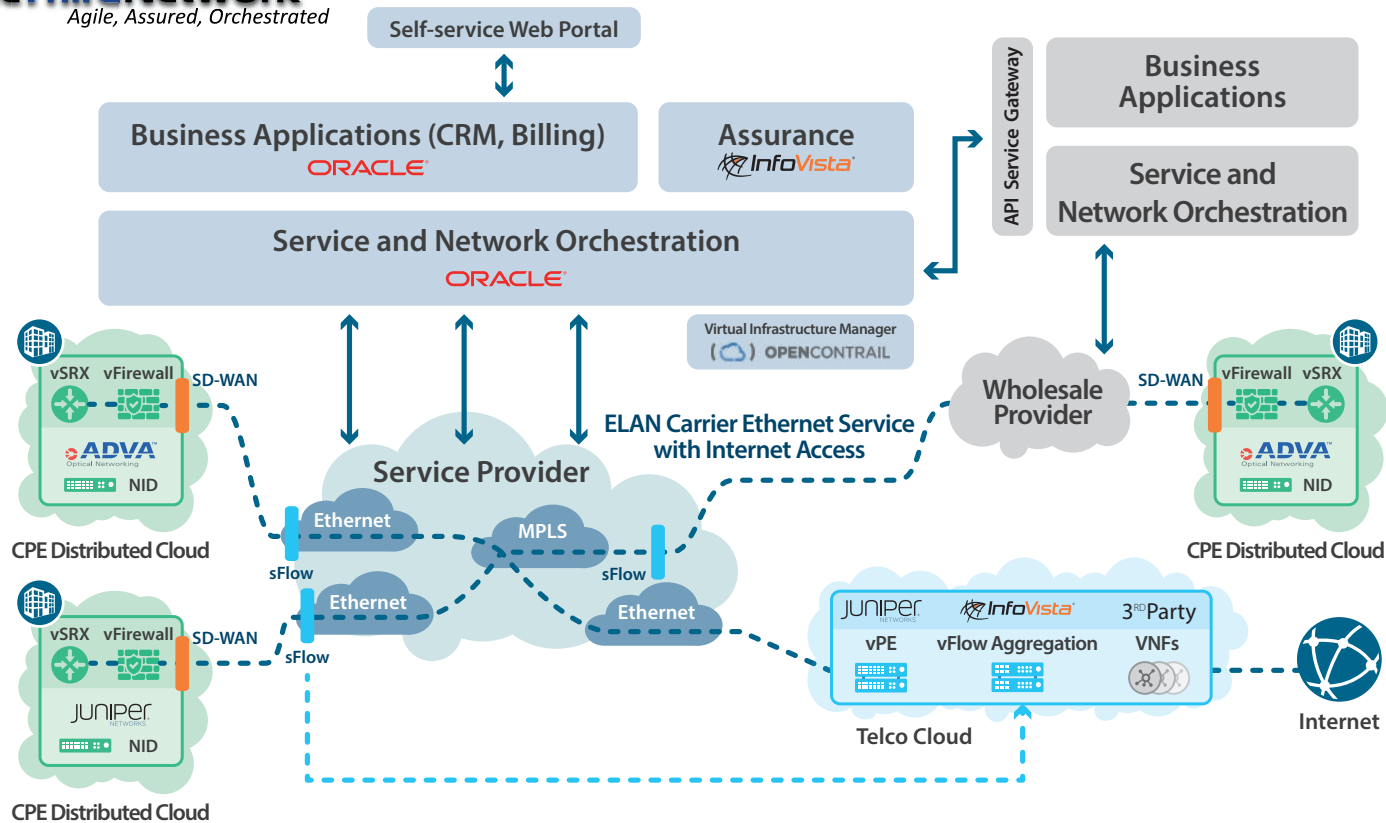 Agile, Assured, Orchestrated
Self-service Web Portal
Business Applications (CRM, Billing)
ORACLE®
Assurance
InfoVista®
API Service Gateway
Business
Applications
Service and
Network Orchestration
Service and Network Orchestration
ORACLE®
Virtual Infrastructure Manager
OPENCONTRAIL
vSRX vFirewall
SD-WAN
ADVA™
Optical Networking
NID
CPE Distributed Cloud
Service Provider
Ethernet
MPLS
sFlow
sFlow
Ethernet
Ethernet
ELAN Carrier Ethernet Service
with Internet Access
Wholesale
Provider
SD-WAN
vFirewall vSRX
ADVA™
Optical Networking
NID
CPE Distributed Cloud
vSRX vFirewall
SD-WAN
sFlow
JUNIPER
NETWORKS
NID
CPE Distributed Cloud
JUNIPER
NETWORKS
InfoVista®
3RD Party
vPE
vFlow Aggregation
VNFs
Telco Cloud
Internet